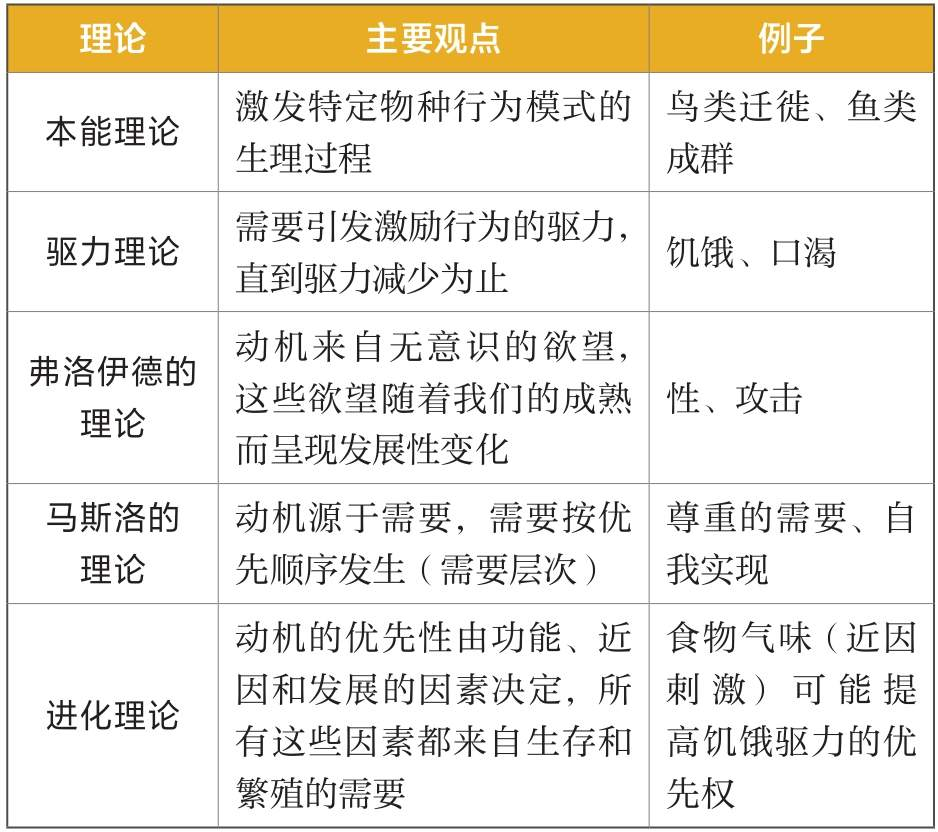 理论 主要观点 例子
本能理论
激发特定物种行为模式的
生理过程
鸟类迁徙、鱼类
成群
驱力理论
需要引发激励行为的驱力，
直到驱力减少为止
饥饿、口渴
弗洛伊德的
理论
动机来自无意识的欲望，
这些欲望随着我们的成熟
而呈现发展性变化
性、攻击
马斯洛的
理论
动机源于需要，需要按优
先顺序发生（需要层次）
尊重的需要、自
我实现
进化理论
动机的优先性由功能、近
因和发展的因素决定，所
有这些因素都来自生存和
繁殖的需要
食物气味（近因
刺激）可能提
高饥饿驱力的优
先权